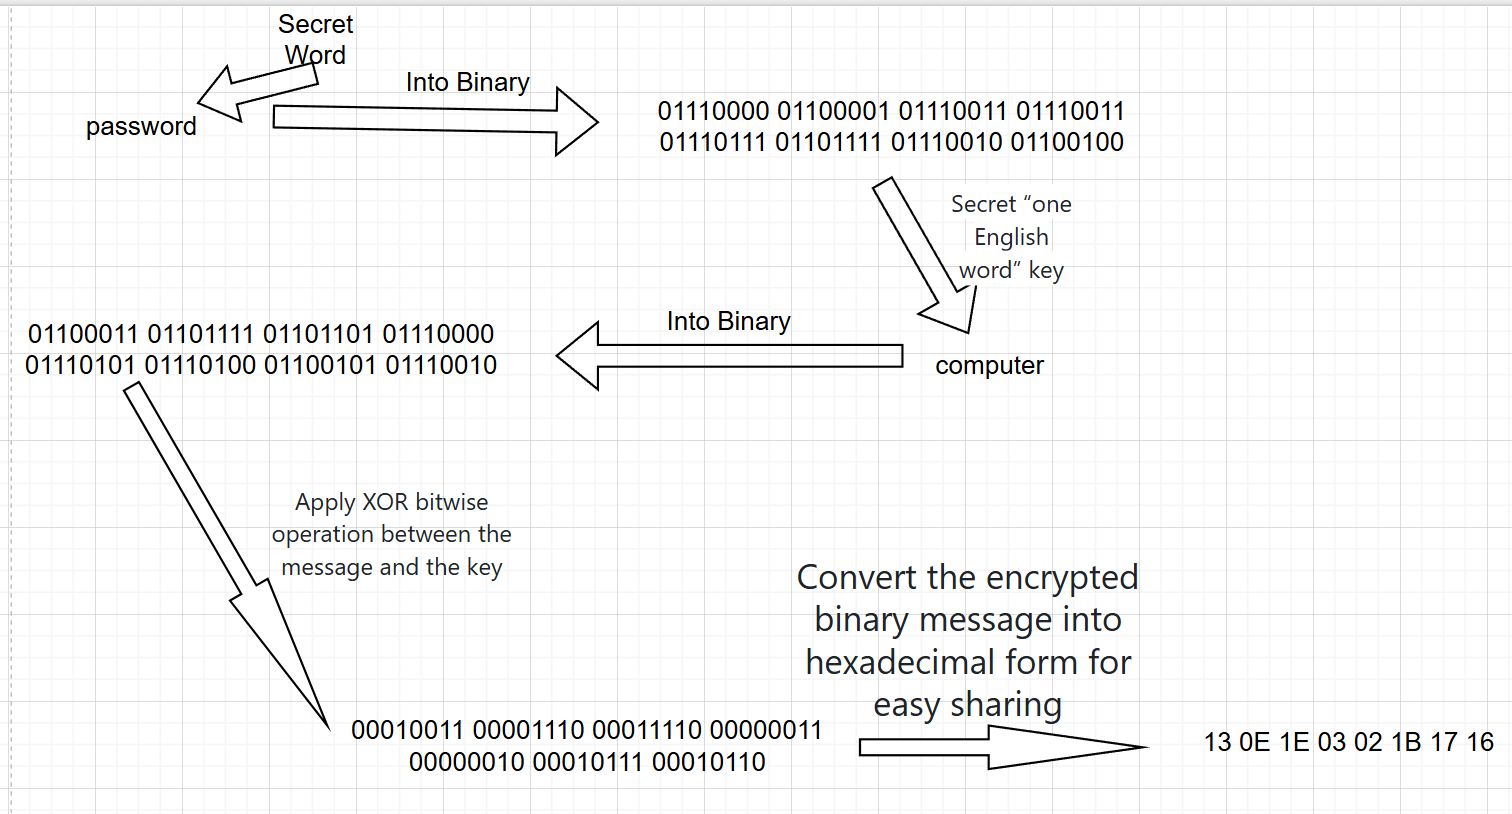 Secret
Word
password
Into Binary
01110000 01100001 01110011 01110011
01110111 01101111 01110010 01100100
Secret “one
English
word” key
computer
Into Binary
01100011 01101111 01101101 01110000
01110101 01110100 01100101 01110010
Apply XOR bitwise
operation between the
message and the key
00010011 00001110 00011110 00000011
00000010 00010111 00010110
Convert the encrypted
binary message into
hexadecimal form for
easy sharing
13 0E 1E 03 02 1B 17 16